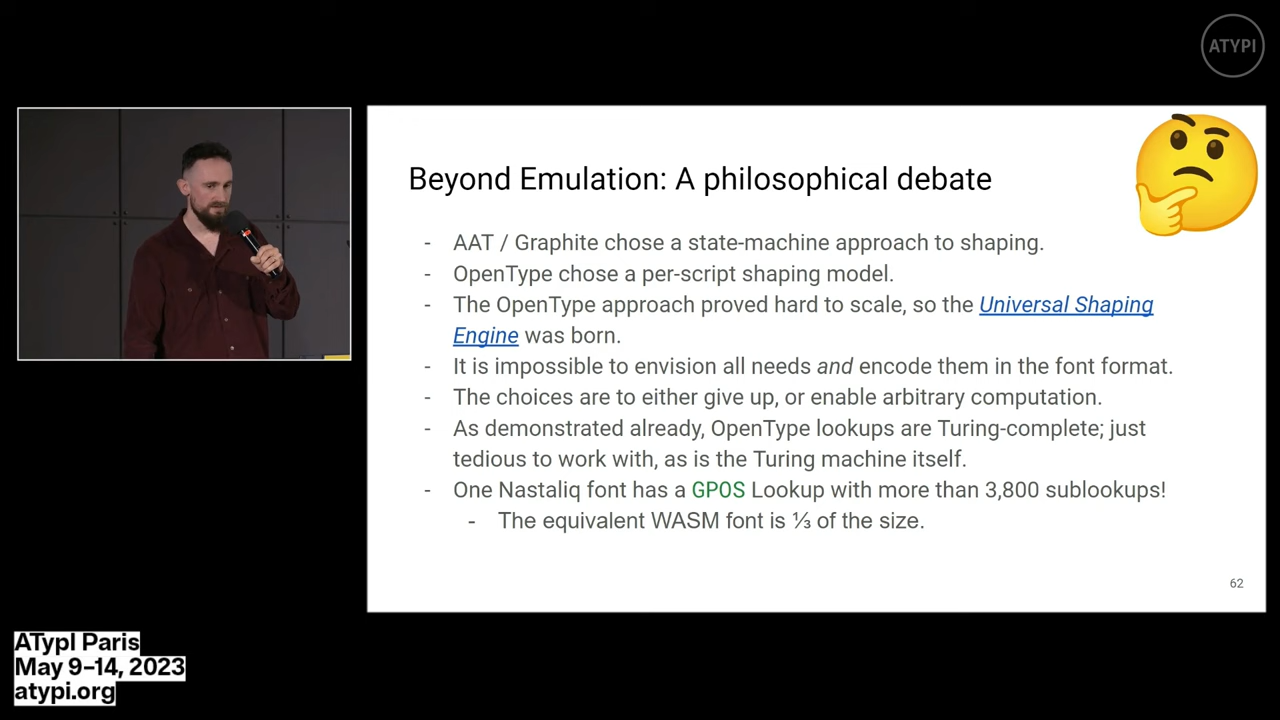 ATYPI
Beyond Emulation: A philosophical debate
- AAT / Graphite chose a state-machine approach to shaping.
- OpenType chose a per-script shaping model.
- The OpenType approach proved hard to scale, so the Universal Shaping
Engine was born.
- It is impossible to envision all needs and encode them in the font format.
- The choices are to either give up, or enable arbitrary computation.
- As demonstrated already, OpenType lookups are Turing-complete; just
tedious to work with, as is the Turing machine itself.
- One Nastaliq font has a GPOS Lookup with more than 3,800 sublookups!
- The equivalent WASM font is ⅓ of the size.
62
ATypI Paris
May 9–14, 2023
atypi.org